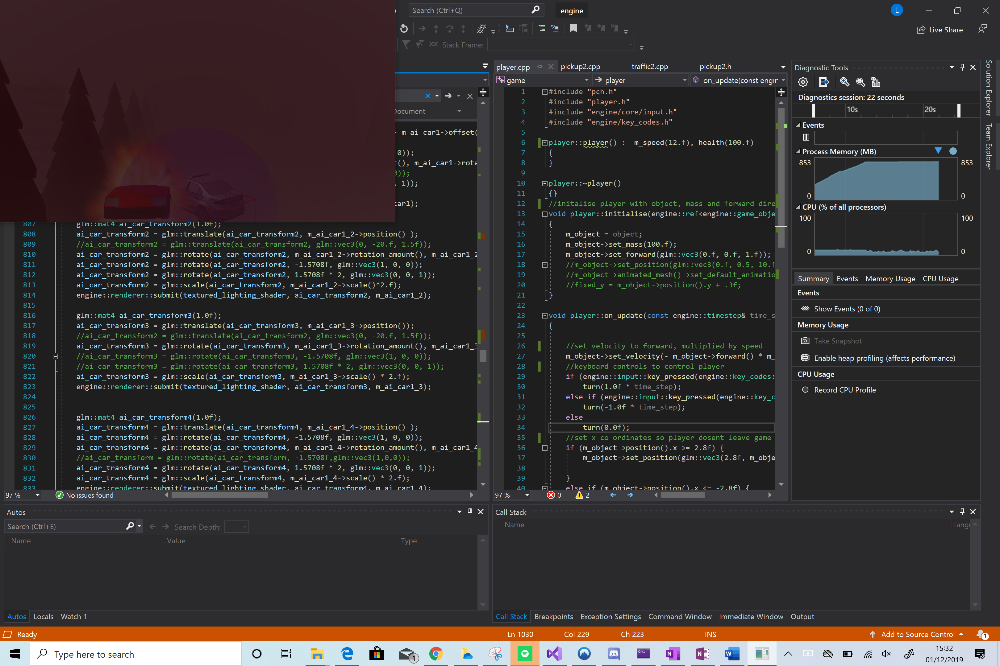 Search (Ctrl+Q)
engine
L
Live Share
Stack Frame:
player.cpp
pickup2.cpp
traffic2.cpp
pickup2.h
game
player
on_update(const engir
Document
- m_ai_car1->offset(
0));
t(), m_ai_car1->rota
0));
, 1));
car1);
807 glm::mat4 ai_car_transform2(1.0f);
808 ai_car_transform2 = glm::translate(ai_car_transform2, m_ai_car1_2->position() );
809 //ai_car_transform2 = glm::translate(ai_car_transform2, glm::vec3(0, -20.f, 1.5f));
810 ai_car_transform2 = glm::rotate(ai_car_transform2, m_ai_car1_2->rotation_amount(), m_ai_car1_2
811 ai_car_transform2 = glm::rotate(ai_car_transform2, -1.5708f, glm::vec3(1, 0, 0));
812 ai_car_transform2 = glm::rotate(ai_car_transform2, 1.5708f * 2, glm::vec3(0, 0, 1));
813 ai_car_transform2 = glm::scale(ai_car_transform2, m_ai_car1_2->scale()*2.f);
814 engine::renderer::submit(textured_lighting_shader, ai_car_transform2, m_ai_car1_2);
815
816 glm::mat4 ai_car_transform3(1.0f);
817 ai_car_transform3 = glm::translate(ai_car_transform3, m_ai_car1_3->position());
818 //ai_car_transform2 = glm::translate(ai_car_transform2, glm::vec3(0, -20.f, 1.5f));
819 ai_car_transform3 = glm::rotate(ai_car_transform3, m_ai_car1_3->rotation_amount(), m_ai_car1_3
820 //ai_car_transform3 = glm::rotate(ai_car_transform3, -1.5708f, glm::vec3(1, 0, 0));
821 //ai_car_transform3 = glm::rotate(ai_car_transform3, 1.5708f * 2, glm::vec3(0, 0, 1));
822 ai_car_transform3 = glm::scale(ai_car_transform3, m_ai_car1_3->scale() * 2.f);
823 engine::renderer::submit(textured_lighting_shader, ai_car_transform3, m_ai_car1_3);
824
825
826 glm::mat4 ai_car_transform4(1.0f);
827 ai_car_transform4 = glm::translate(ai_car_transform4, m_ai_car1_4->position() );
828 ai_car_transform4 = glm::rotate(ai_car_transform4, -1.5708f, glm::vec3(1, 0, 0));
829 ai_car_transform4 = glm::rotate(ai_car_transform4, m_ai_car1_4->rotation_amount(), m_ai_car1_4
830 //ai_car_transform = glm::rotate(ai_car_transform, -1.5708f,glm::vec3(1,0,0));
831 ai_car_transform4 = glm::rotate(ai_car_transform4, 1.5708f * 2, glm::vec3(0, 0, 1));
832 ai_car_transform4 = glm::scale(ai_car_transform4, m_ai_car1_4->scale() * 2.f);
833 engine::renderer::submit(textured_lighting_shader, ai_car_transform4, m_ai_car1_4);
97 %
No issues found
1 #include "pch.h"
2 #include "player.h"
3 #include "engine/core/input.h"
4 #include "engine/key_codes.h"
5
6 player::player() :  m_speed(12.f), health(100.f)
7 {
8 }
9
10 player::~player()
11 {}
12 //initalise player with object, mass and forward dire
13 void player::initialise(engine::ref<engine::game_obje
14 {
15 m_object = object;
16 m_object->set_mass(100.f);
17 m_object->set_forward(glm::vec3(0.f, 0.f, 1.f));
18 //m_object->set_position(glm::vec3(0.f, 0.5, 10.f
19 //m_object->animated_mesh()->set_default_animatio
20 //fixed_y = m_object->position().y + .3f;
21 }
22
23 void player::on_update(const engine::timestep& time_s
24 {
25
26 //set velocity to forward, multiplied by speed
27 m_object->set_velocity(- m_object->forward() * m_
28 //keyboard controls to control player
29 if (engine::input::key_pressed(engine::key_codes:
30 turn(1.0f * time_step);
31 else if (engine::input::key_pressed(engine::key_c
32 turn(-1.0f * time_step);
33 else
34 turn(0.0f);
35 //set x co ordinates so player dosent leave game
36 if (m_object->position().x >= 2.8f) {
37 m_object->set_position(glm::vec3(2.8f, m_obje
38
39 }
40 else if (m_object->position().x <= -2.8f) {
97 %
0
2
Diagnostic Tools
Diagnostics session: 22 seconds
10s
20s
Events
Process Memory (MB)
853
853
0
0
CPU (% of all processors)
100
100
0
0
Summary
Events
Memory Usage
CPU Usage
Events
Show Events (0 of 0)
Memory Usage
Take Snapshot
Enable heap profiling (affects performance)
CPU Usage
Record CPU Profile
Solution Explorer
Team Explorer
Autos
Search (Ctrl+E)
Search Depth:
Name
Value
Type
Autos
Locals
Watch 1
Call Stack
Name
Langu
Call Stack
Breakpoints
Exception Settings
Command Window
Immediate Window
Output
Ready
Ln 1030
Col 229
Ch 223
INS
Add to Source Control
1
Type here to search
1
15:32
01/12/2019